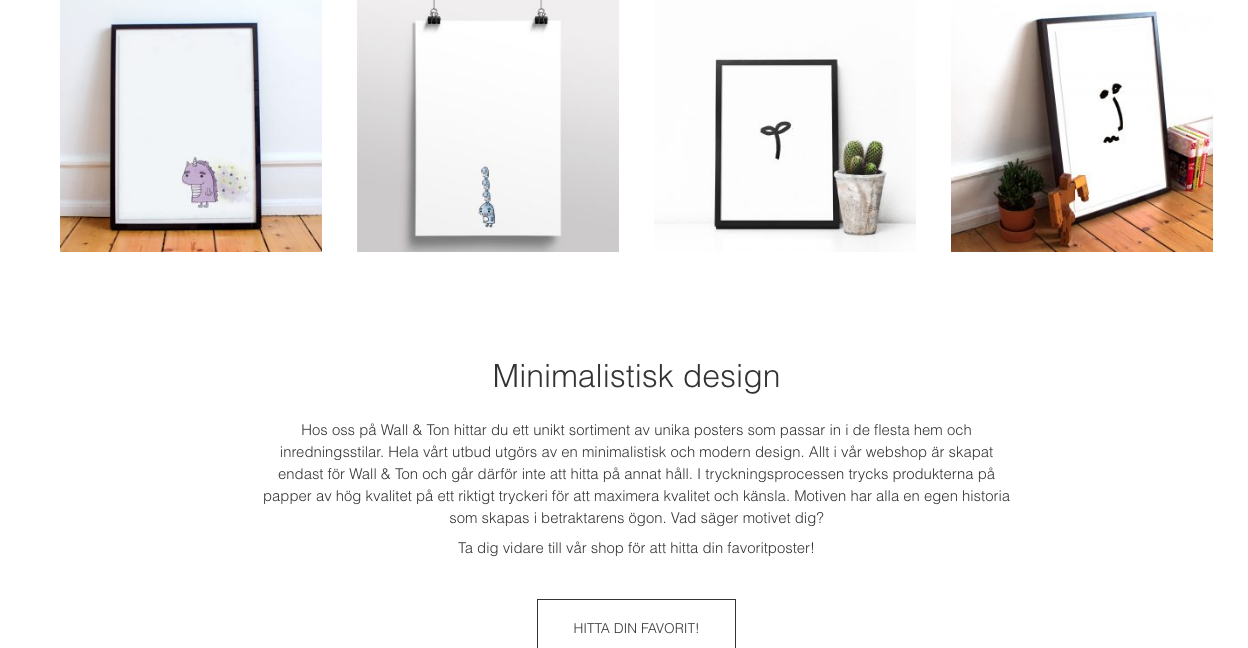 Minimalistisk design
Hos oss på Wall & Ton hittar du ett unikt sortiment av unika posters som passar in i de flesta hem och
inredningsstilar. Hela vårt utbud utgörs av en minimalistisk och modern design. Allt i vår webshop är skapat
endast för Wall & Ton och går därför inte att hitta på annat håll. I tryckningsprocessen trycks produkterna på
papper av hög kvalitet på ett riktigt tryckeri för att maximera kvalitet och känsla. Motiven har alla en egen historia
som skapas i betraktarens ögon. Vad säger motivet dig?
Ta dig vidare till vår shop för att hitta din favoritposter!
HITTA DIN FAVORIT!